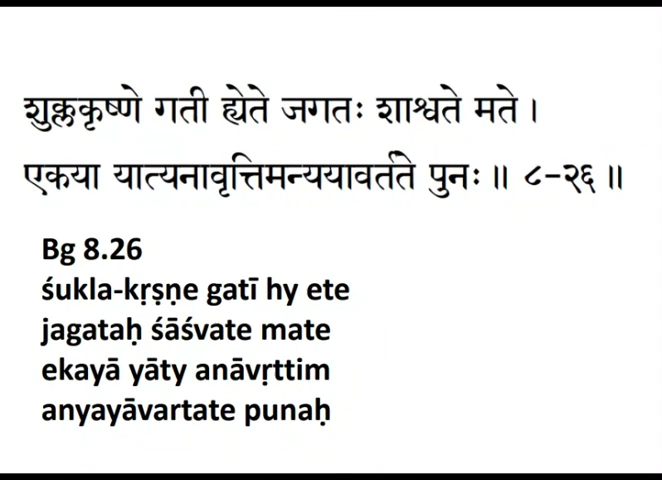 शुक्लकृष्णे गती ह्येते जगतः शाश्वते मते ।
एकया यात्यनावृत्तिमन्ययावर्तते पुनः ॥ ८-२६ ॥
Bg 8.26
śukla-kṛṣṇe gatī hy ete
jagataḥ śāśvate mate
ekayā yāty anāvṛttim
anyayāvartate punaḥ